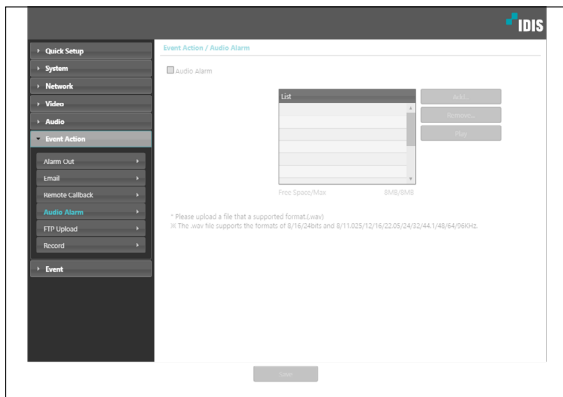 IDIS
Quick Setup
System
Network
Video
Audio
Event Action
Alarm Out
Email
Remote Callback
Audio Alarm
FTP Upload
Record
Event
Event Action / Audio Alarm
Audio Alarm
List
Add...
Remove...
Play
Free Space/Max 8MB/8MB
* Please upload a file that a supported format.(.wav)
※ The .wav file supports the formats of 8/16/24bits and 8/11.025/12/16/22.05/24/32/44.1/48/64/96KHz.
Save